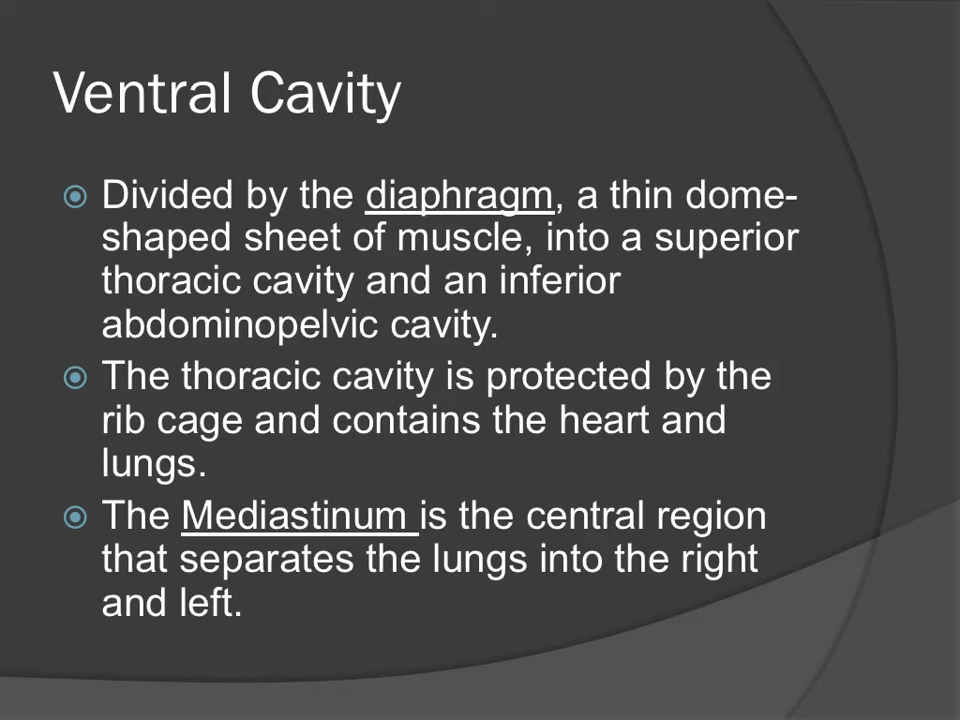 Ventral Cavity
Divided by the diaphragm, a thin dome-
shaped sheet of muscle, into a superior
thoracic cavity and an inferior
abdominopelvic cavity.
The thoracic cavity is protected by the
rib cage and contains the heart and
lungs.
The Mediastinum is the central region
that separates the lungs into the right
and left.